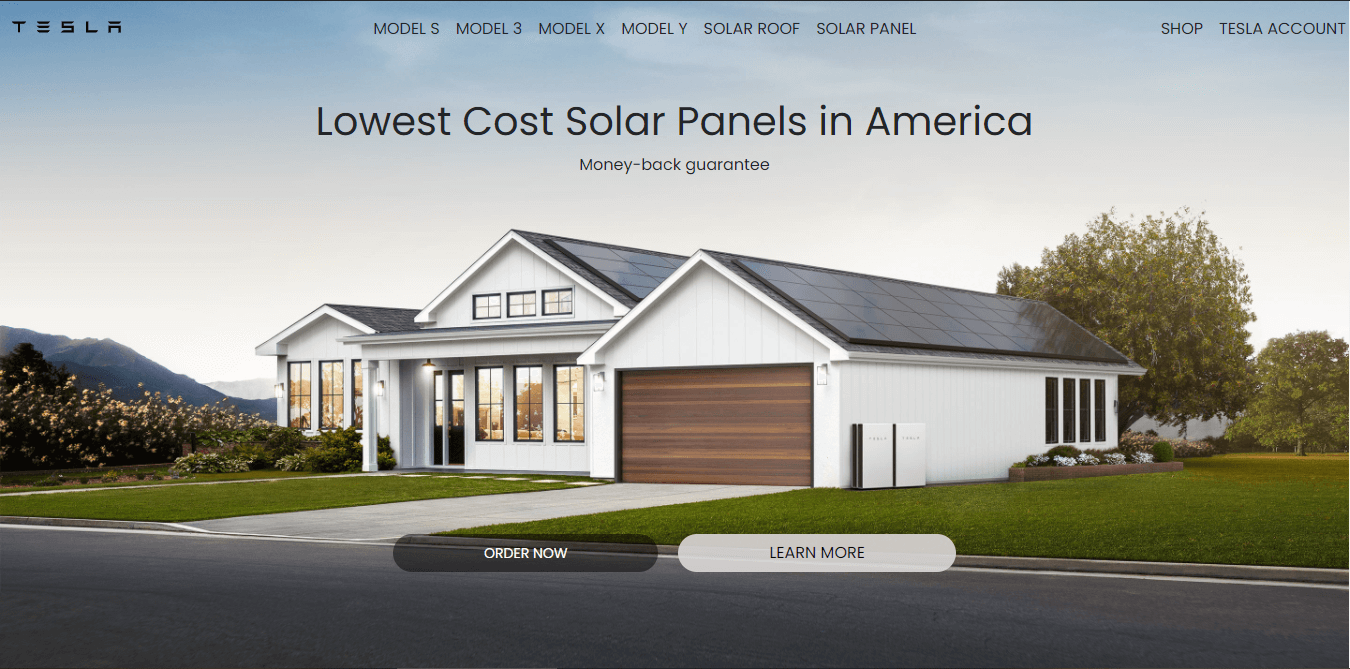 TESLA
MODEL S MODEL 3 MODEL X MODEL Y SOLAR ROOF SOLAR PANEL
SHOP TESLA ACCOUNT
Lowest Cost Solar Panels in America
Money-back guarantee
TESLA TESLA
ORDER NOW
LEARN MORE